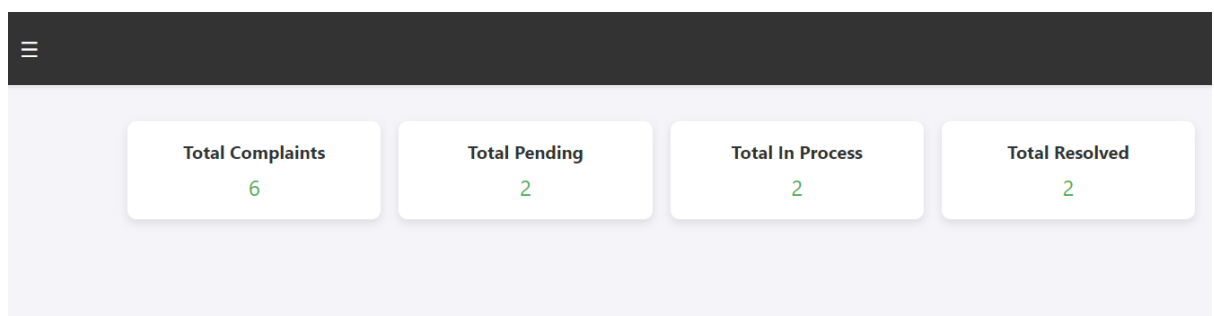 Total Complaints
6
Total Pending
2
Total In Process
2
Total Resolved
2